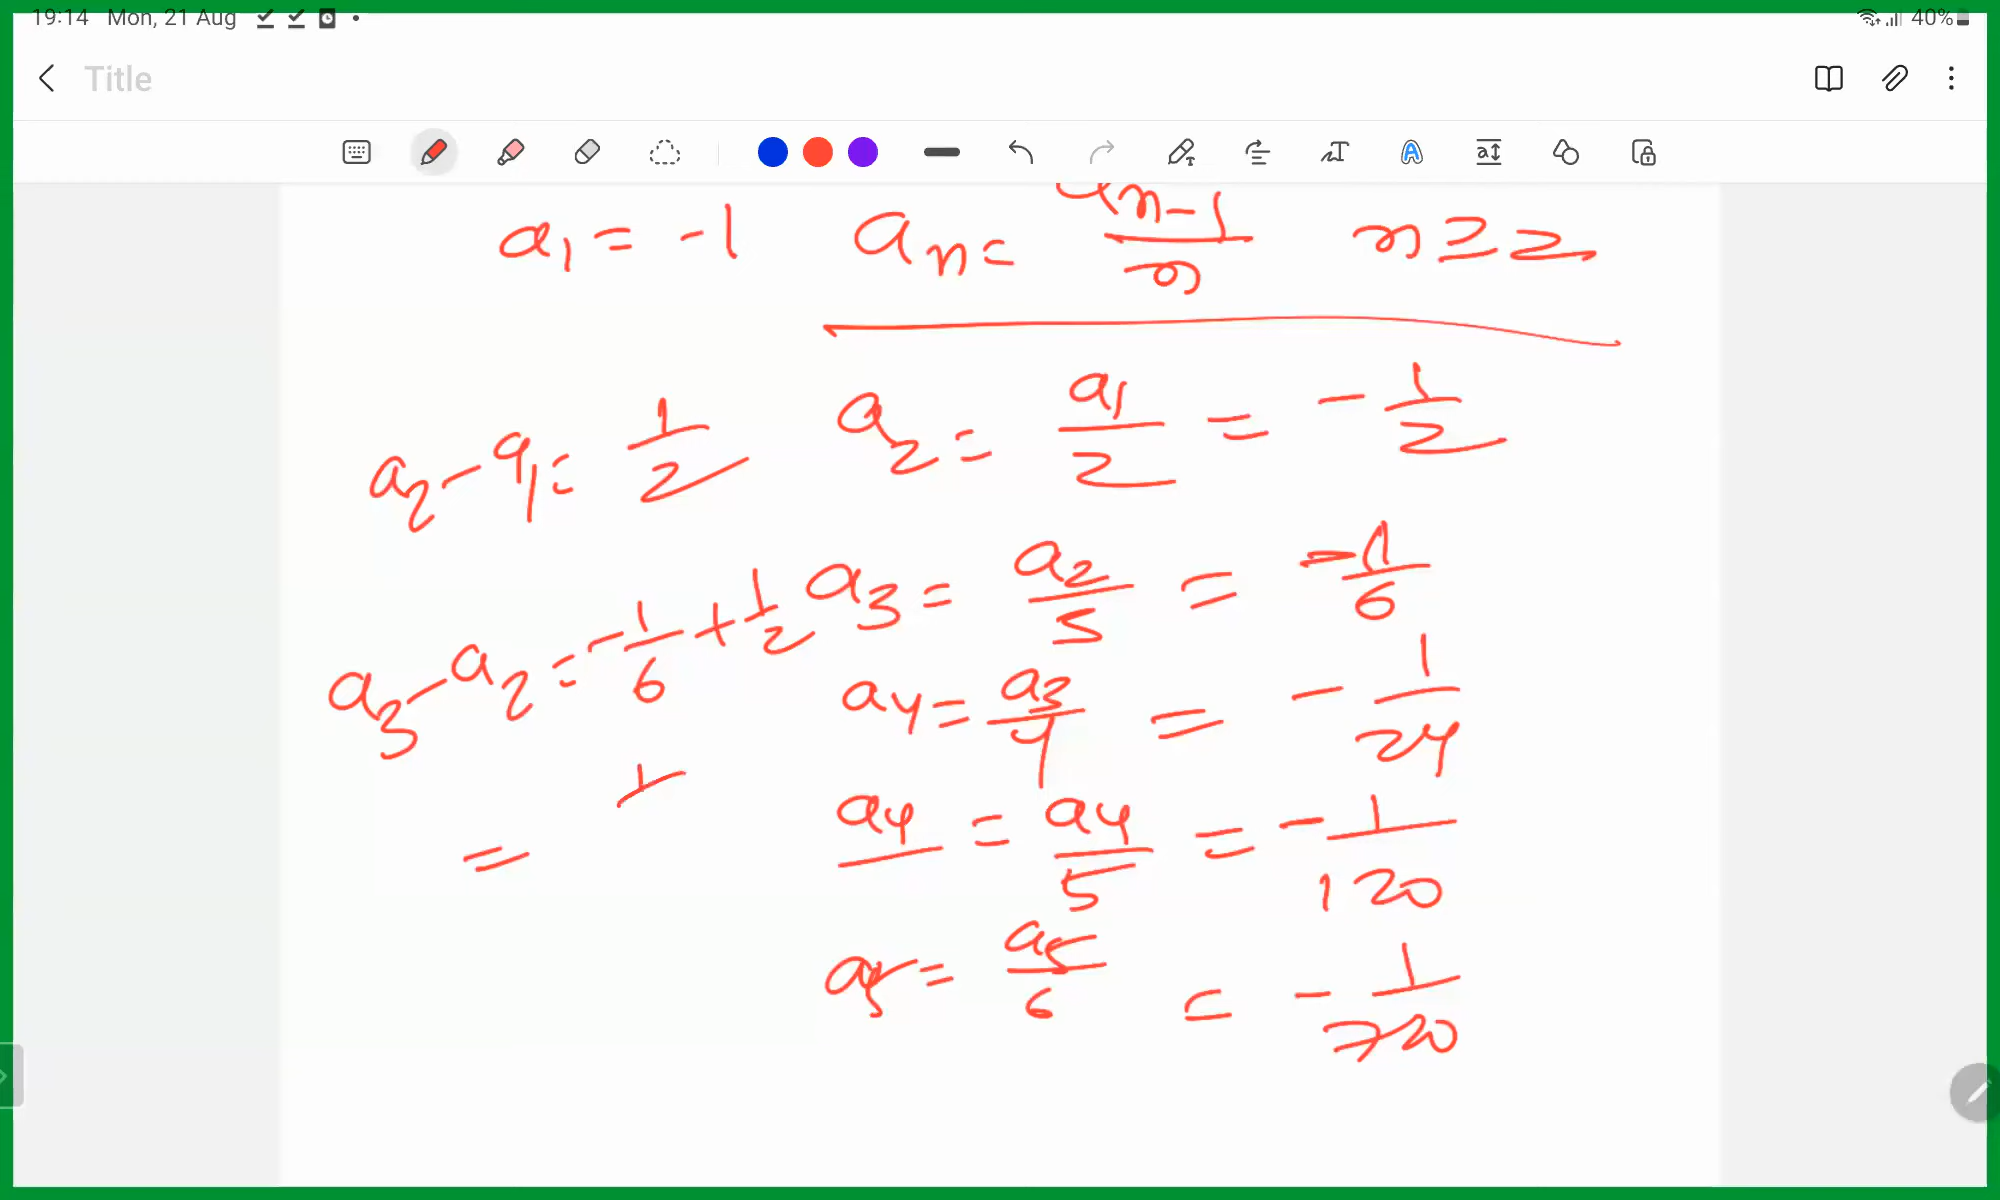 19:14 Mon, 21 Aug 40%
Title
a₁ = -1 aₙ = aₙ₋₁/n n ≥ 2
a₂ - a₁ = 1/2 a₂ = a₁/2 = -1/2
a₃ - a₂ = -1/6 + 1/2 a₃ = a₂/3 = -1/6
a₄ = a₃/4 = -1/24
= 1 a₄ = a₄/5 = -1/120
a₅ = a₅/6 = -1/720